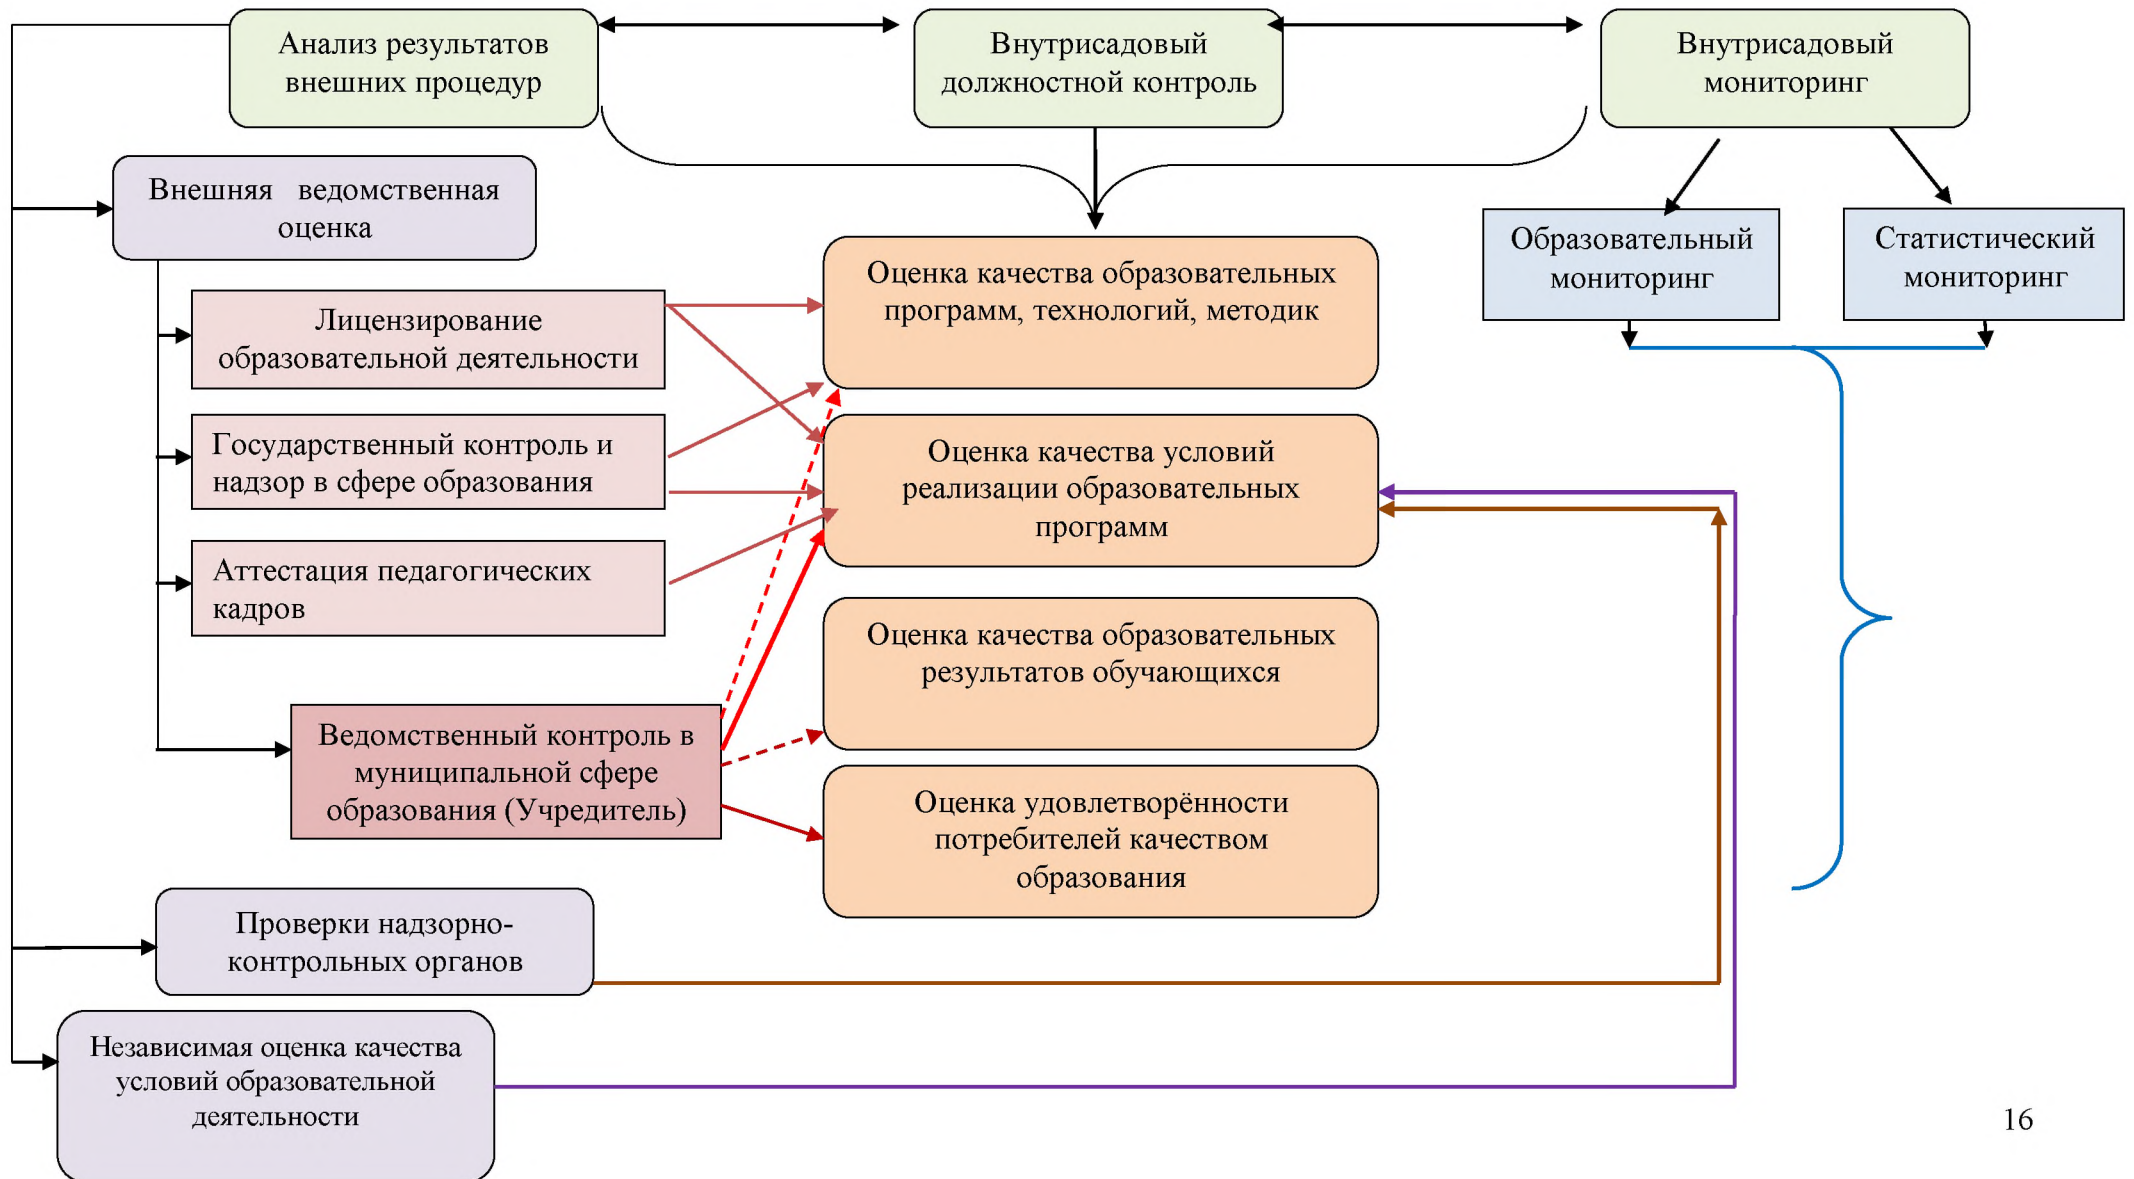 Анализ результатов
внешних процедур
Внутрисадовый
должностной контроль
Внутрисадовый
мониторинг
Внешняя ведомственная
оценка
Образовательный
мониторинг
Статистический
мониторинг
Лицензирование
образовательной деятельности
Государственный контроль и
надзор в сфере образования
Аттестация педагогических
кадров
Ведомственный контроль в
муниципальной сфере
образования (Учредитель)
Оценка качества образовательных
программ, технологий, методик
Оценка качества условий
реализации образовательных
программ
Оценка качества образовательных
результатов обучающихся
Оценка удовлетворённости
потребителей качеством
образования
Проверки надзорно-
контрольных органов
Независимая оценка качества
условий образовательной
деятельности
16